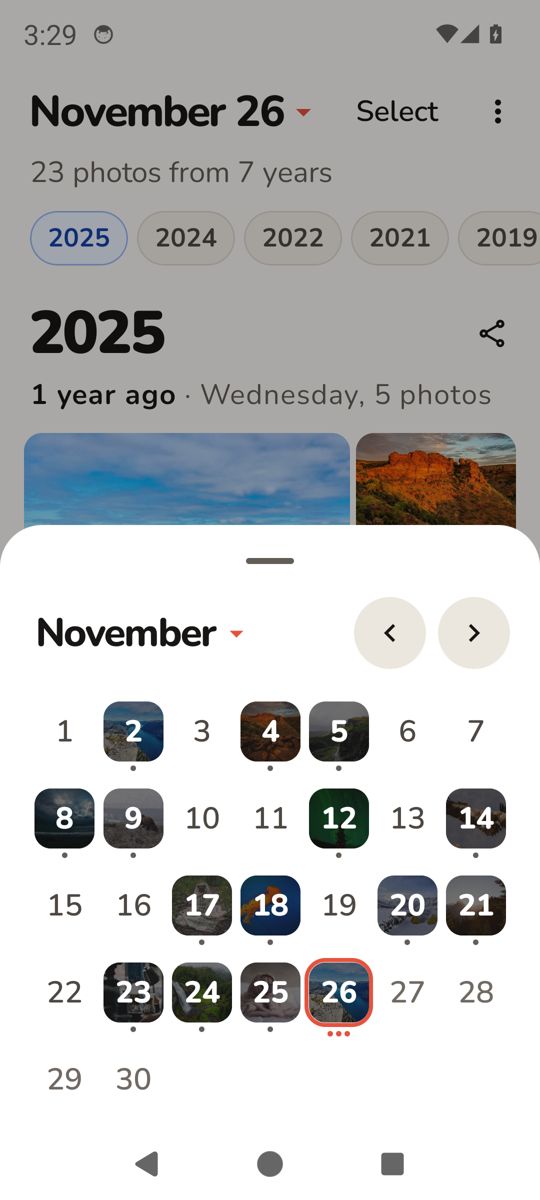 3:29
November 26 Select
23 photos from 7 years
2025 2024 2022 2021 2019
2025
1 year ago · Wednesday, 5 photos
November
1 2 3 4 5 6 7
8 9 10 11 12 13 14
15 16 17 18 19 20 21
22 23 24 25 26 27 28
29 30